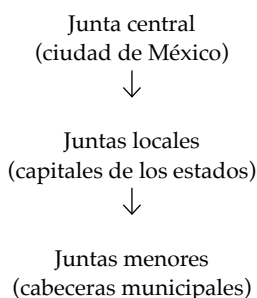 Junta central
(ciudad de México)
↓
Juntas locales
(capitales de los estados)
↓
Juntas menores
(cabeceras municipales)